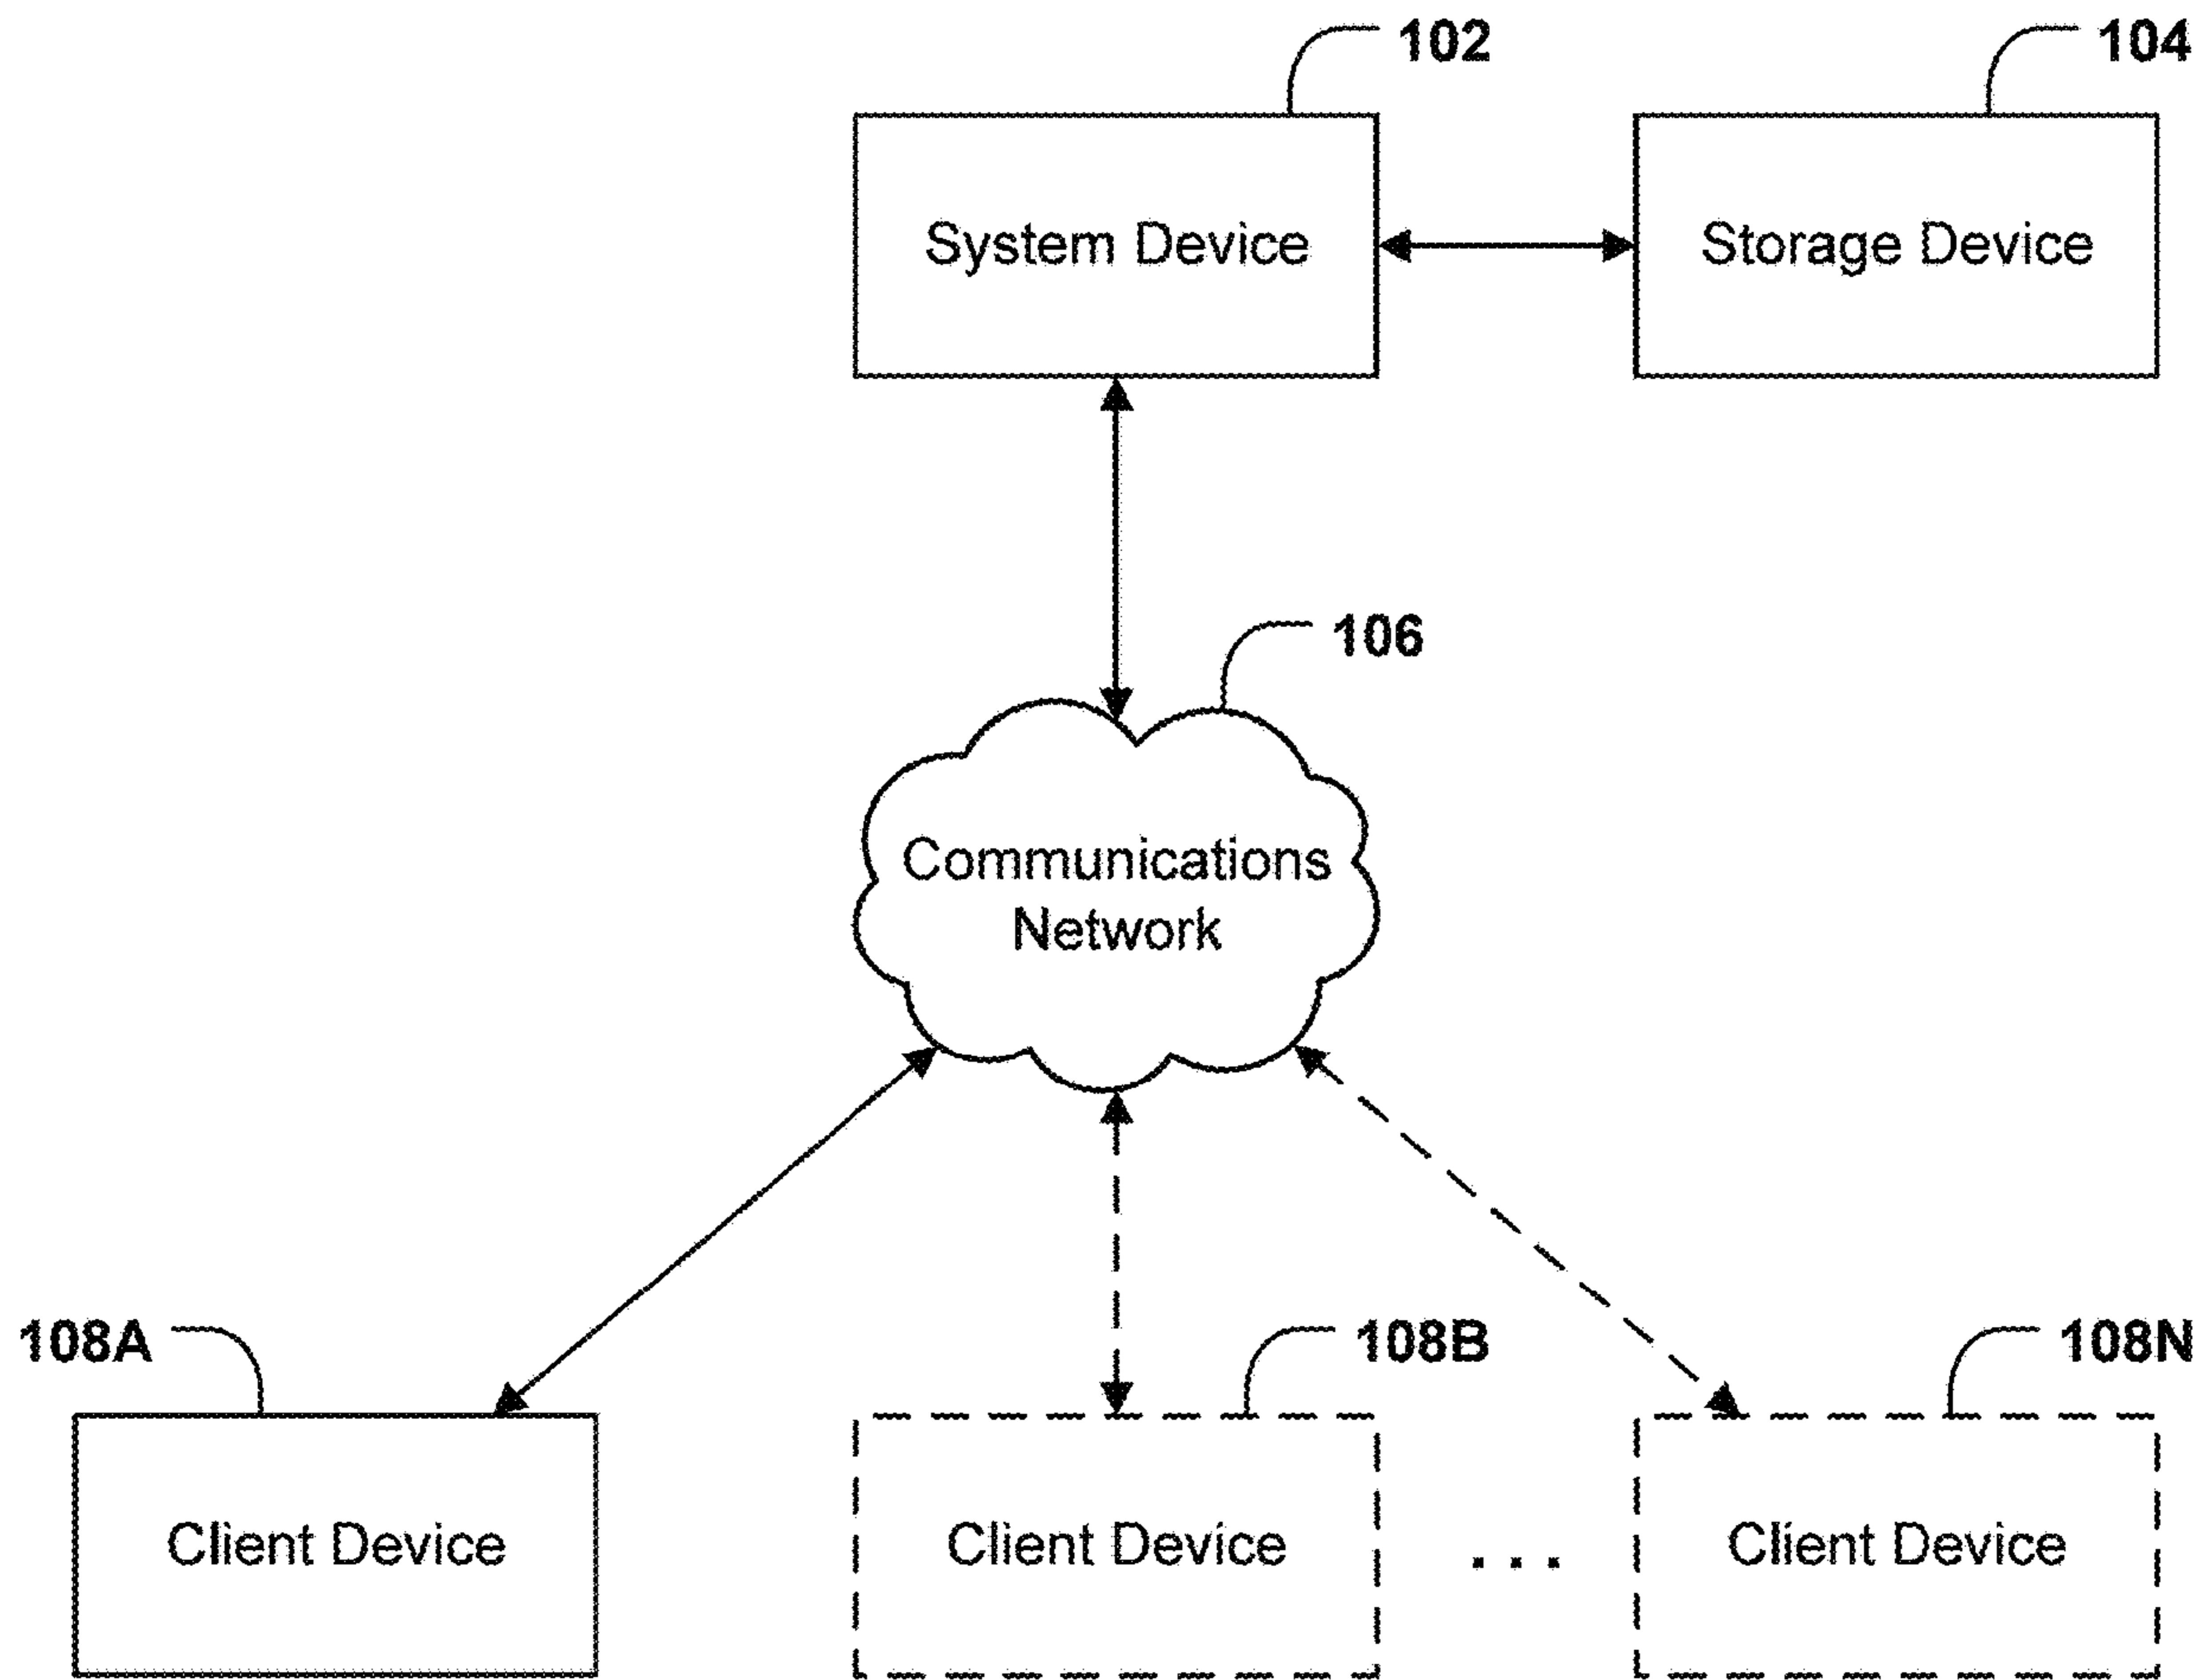 102
104
System Device
Storage Device
106
Communications
Network
108A
108B
108N
Client Device
Client Device
...
Client Device